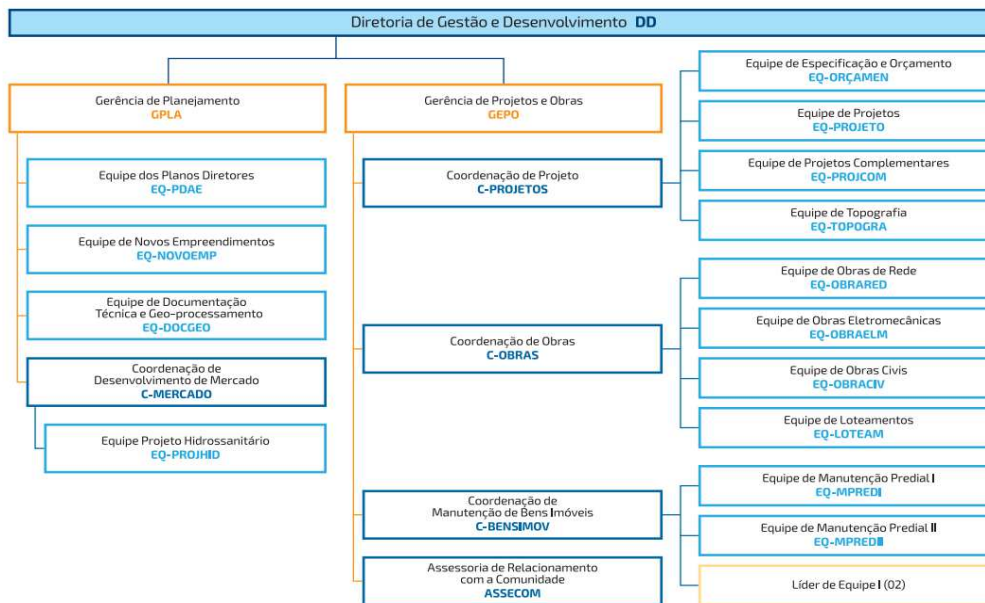 Diretoria de Gestão e Desenvolvimento DD
Gerência de Planejamento
GPLA
Equipe dos Planos Diretores
EQ-PDAE
Equipe de Novos Empreendimentos
EQ-NOVOEMP
Equipe de Documentação
Técnica e Geo-processamento
EQ-DOCGEO
Coordenação de
Desenvolvimento de Mercado
C-MERCADO
Equipe Projeto Hidrossanitário
EQ-PROJHID
Gerência de Projetos e Obras
GEPO
Coordenação de Projeto
C-PROJETOS
Equipe de Especificação e Orçamento
EQ-ORÇAMEN
Equipe de Projetos
EQ-PROJETO
Equipe de Projetos Complementares
EQ-PROJCOM
Equipe de Topografia
EQ-TOPOGRA
Coordenação de Obras
C-OBRAS
Equipe de Obras de Rede
EQ-OBRARED
Equipe de Obras Eletromecânicas
EQ-OBRAELM
Equipe de Obras Civis
EQ-OBRACIV
Equipe de Loteamentos
EQ-LOTEAM
Coordenação de
Manutenção de Bens Imóveis
C-BENSIMOV
Equipe de Manutenção Predial I
EQ-MPREDI
Equipe de Manutenção Predial II
EQ-MPREDII
Líder de Equipe I (02)
Assessoria de Relacionamento
com a Comunidade
ASSECOM